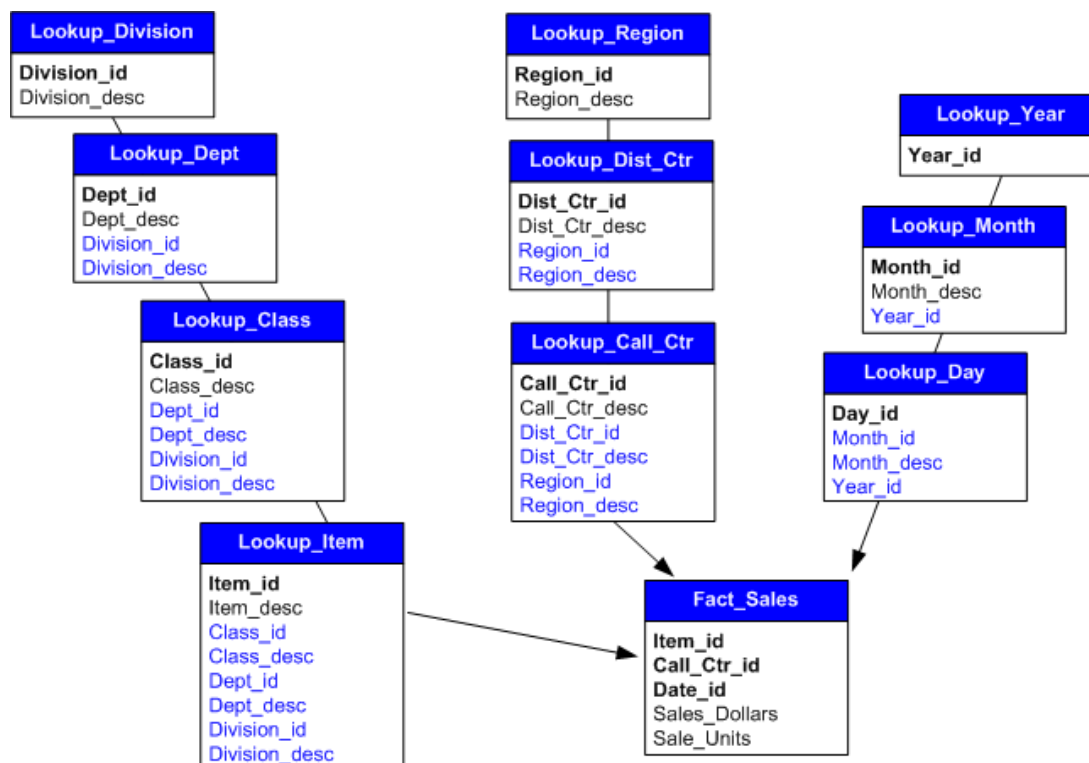 Lookup_Division
Division_id
Division_desc
Lookup_Dept
Dept_id
Dept_desc
Division_id
Division_desc
Lookup_Class
Class_id
Class_desc
Dept_id
Dept_desc
Division_id
Division_desc
Lookup_Item
Item_id
Item_desc
Class_id
Class_desc
Dept_id
Dept_desc
Division_id
Division_desc
Lookup_Region
Region_id
Region_desc
Lookup_Dist_Ctr
Dist_Ctr_id
Dist_Ctr_desc
Region_id
Region_desc
Lookup_Call_Ctr
Call_Ctr_id
Call_Ctr_desc
Dist_Ctr_id
Dist_Ctr_desc
Region_id
Region_desc
Lookup_Year
Year_id
Lookup_Month
Month_id
Month_desc
Year_id
Lookup_Day
Day_id
Month_id
Month_desc
Year_id
Fact_Sales
Item_id
Call_Ctr_id
Date_id
Sales_Dollars
Sale_Units